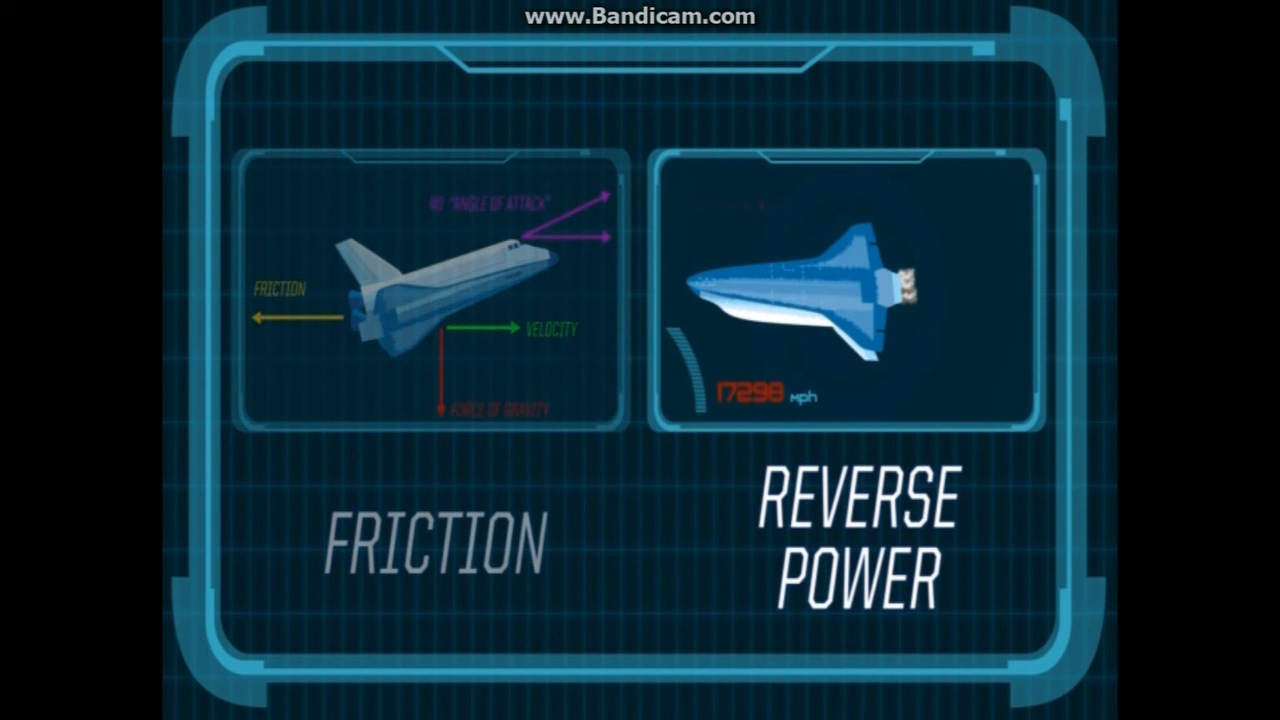 www.Bandicam.com
40 "ANGLE OF ATTACK"
FRICTION
VELOCITY
FORCE OF GRAVITY
17298 mph
FRICTION
REVERSE
POWER